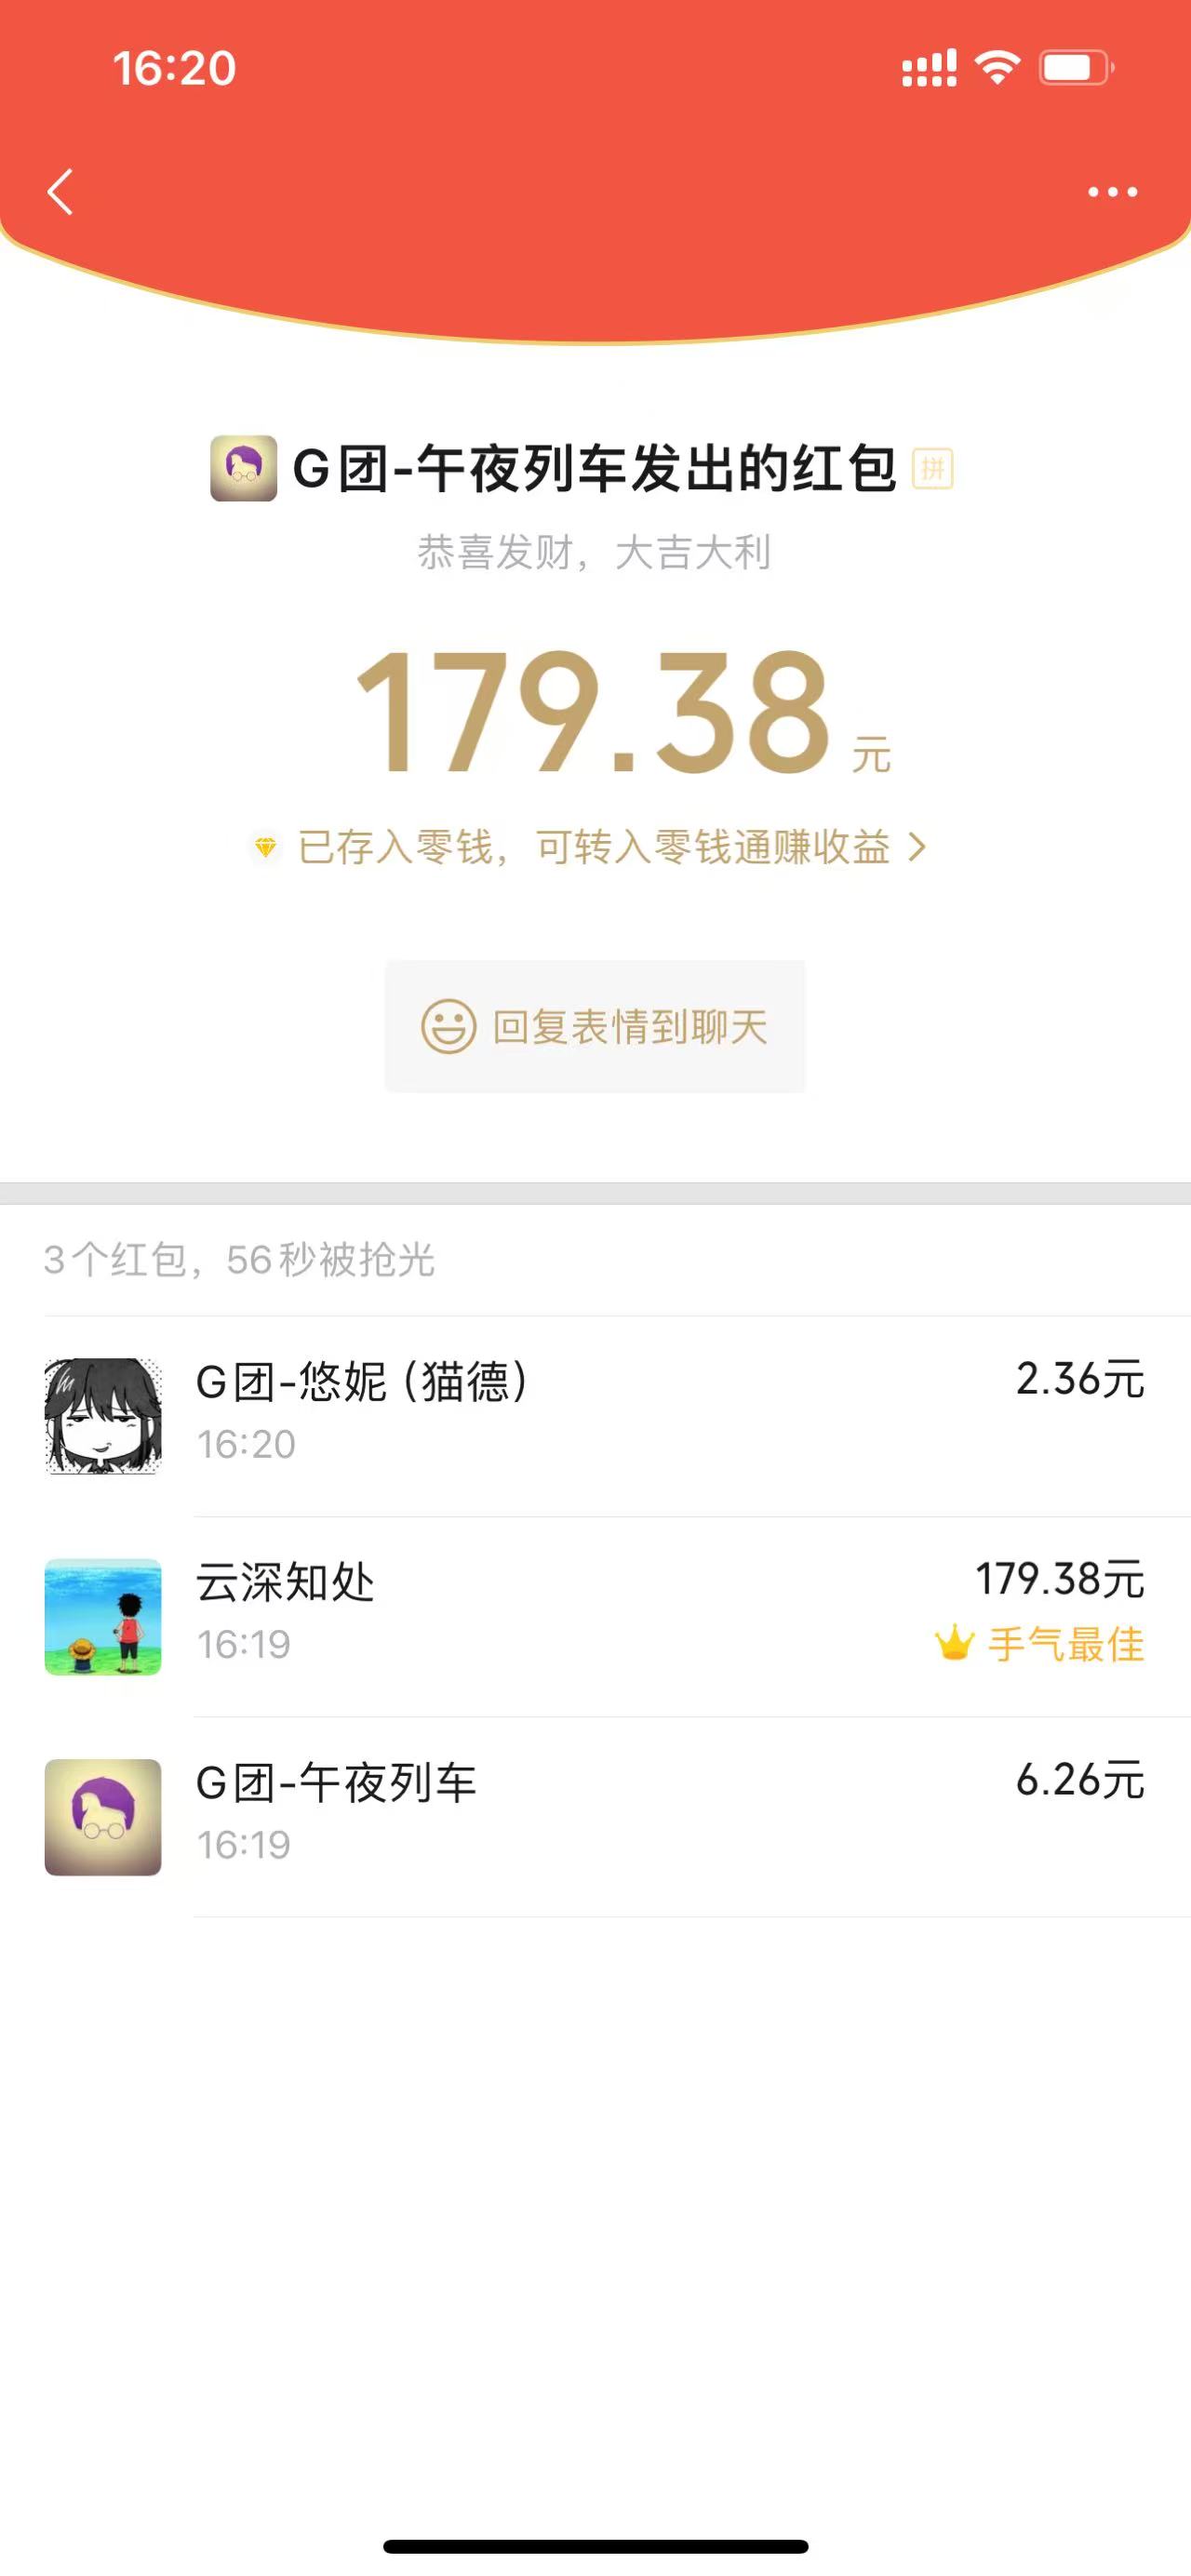 16:20
G团-午夜列车发出的红包 拼
恭喜发财，大吉大利
179.38元
已存入零钱，可转入零钱通赚收益
回复表情到聊天
3个红包，56秒被抢光
G团-悠妮（猫德） 2.36元
16:20
云深知处 179.38元
16:19 手气最佳
G团-午夜列车 6.26元
16:19